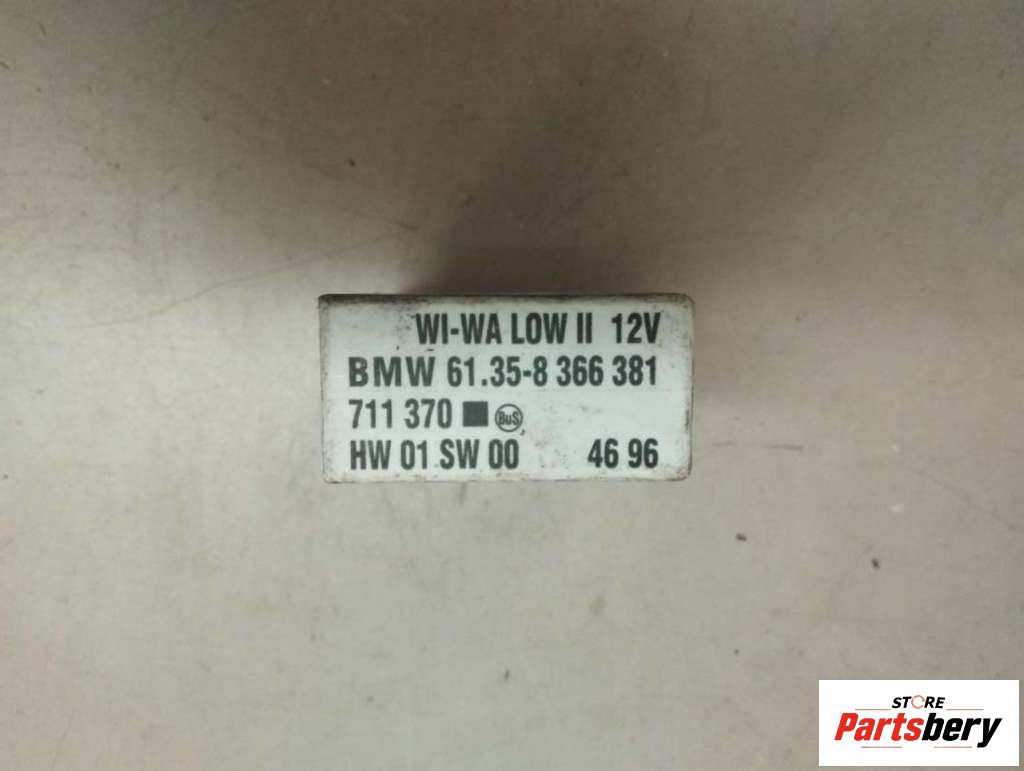 WI-WA LOW II 12V
BMW 61.35-8 366 381
711 370 BuS
HW 01 SW 00 46 96
STORE
Partsbery